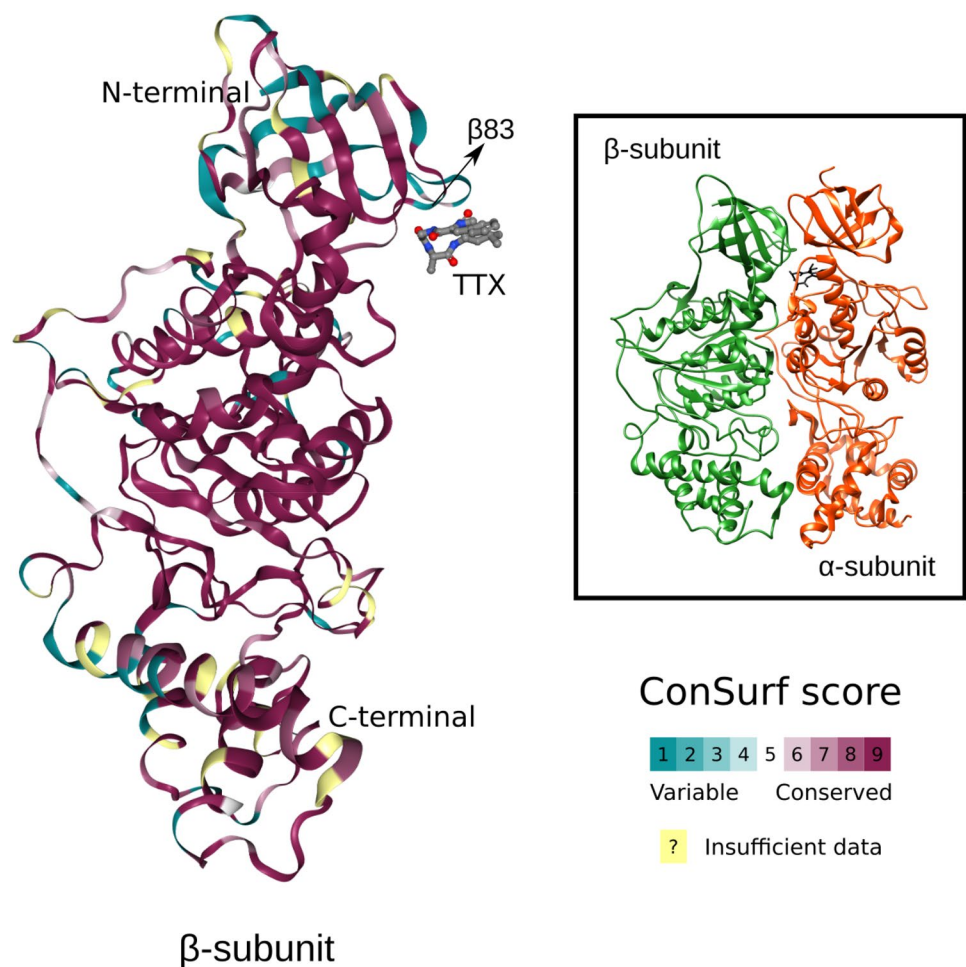 N-terminal
β83
TTX
C-terminal
β-subunit
β-subunit
α-subunit
ConSurf score
1 2 3 4 5 6 7 8 9
Variable Conserved
? Insufficient data